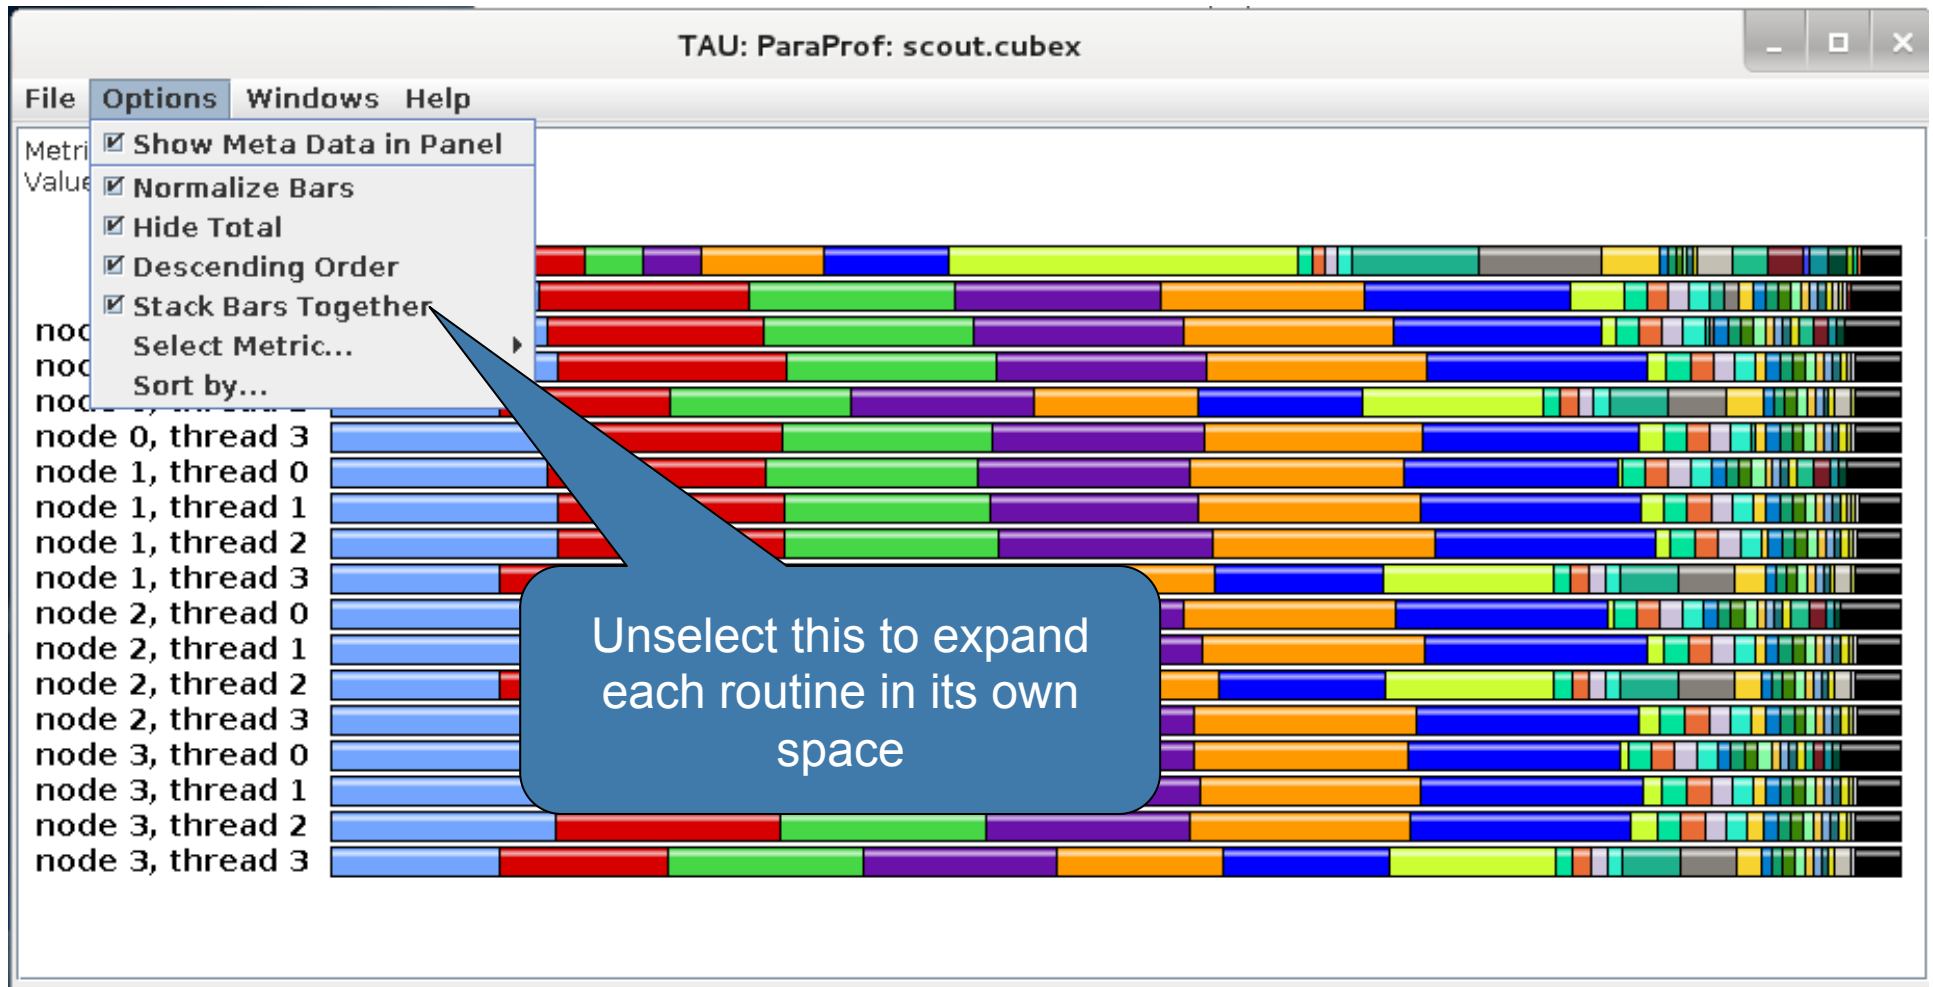 TAU: ParaProf: scout.cubex
File Options Windows Help
Show Meta Data in Panel
Normalize Bars
Hide Total
Descending Order
Stack Bars Together
Select Metric...
Sort by...
node 0, thread 3
node 1, thread 0
node 1, thread 1
node 1, thread 2
node 1, thread 3
node 2, thread 0
node 2, thread 1
node 2, thread 2
node 2, thread 3
node 3, thread 0
node 3, thread 1
node 3, thread 2
node 3, thread 3
Unselect this to expand
each routine in its own
space